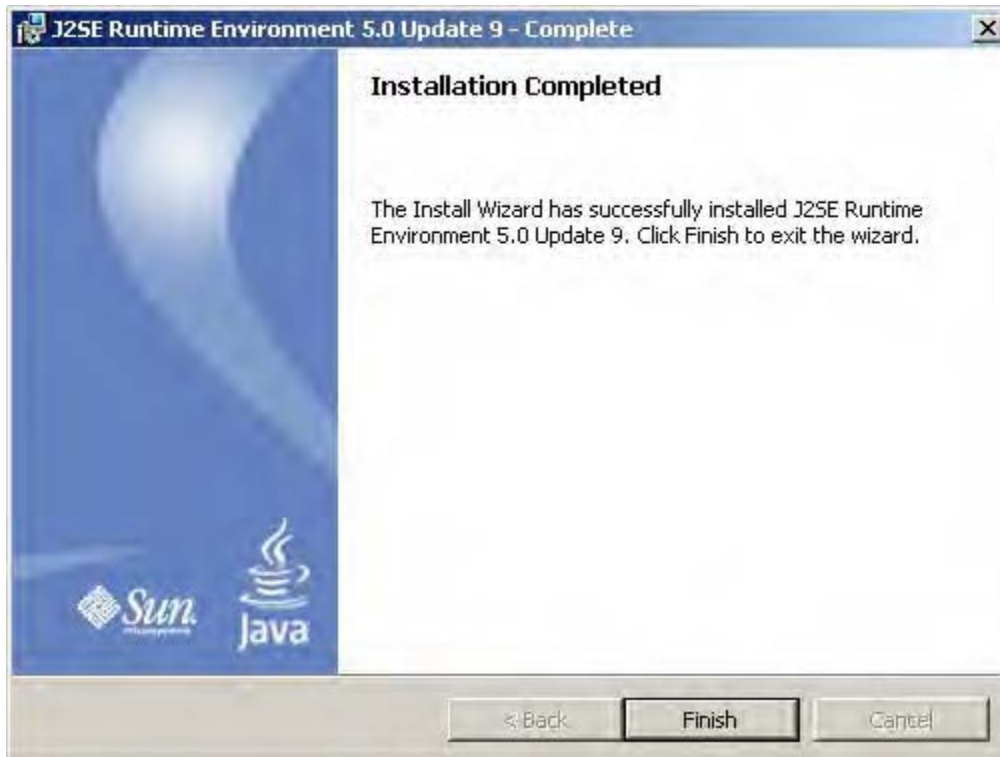 J2SE Runtime Environment 5.0 Update 9 - Complete
Installation Completed
The Install Wizard has successfully installed J2SE Runtime
Environment 5.0 Update 9. Click Finish to exit the wizard.
Sun
Java
< Back
Finish
Cancel